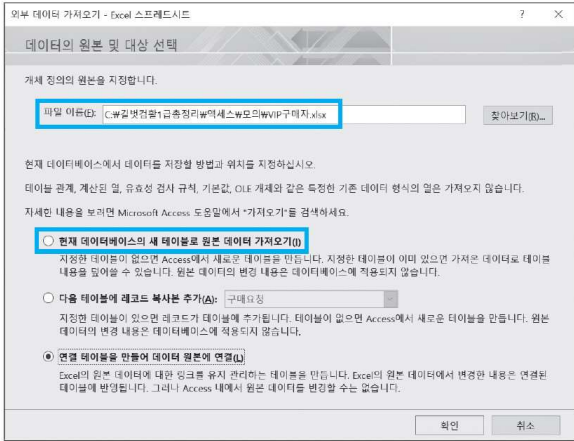 외부 데이터 가져오기 - Excel 스프레드시트
? ×
데이터의 원본 및 대상 선택
개체 정의의 원본을 지정합니다.
파일 이름(F): C:₩길벗컴활1급총정리₩액세스₩모의₩VIP구매자.xlsx
찾아보기(R)...
현재 데이터베이스에서 데이터를 저장할 방법과 위치를 지정하십시오.
테이블 관계, 계산된 열, 유효성 검사 규칙, 기본값, OLE 개체와 같은 특정한 기존 데이터 형식의 열은 가져오지 않습니다.
자세한 내용을 보려면 Microsoft Access 도움말에서 "가져오기"를 검색하세요.
현재 데이터베이스의 새 테이블로 원본 데이터 가져오기(I)
지정한 테이블이 없으면 Access에서 새로운 테이블을 만듭니다. 지정한 테이블이 이미 있으면 가져온 데이터로 테이블
내용을 덮어쓸 수 있습니다. 원본 데이터의 변경 내용은 데이터베이스에 적용되지 않습니다.
다음 테이블에 레코드 복사본 추가(A): 구매요청
지정한 테이블이 있으면 레코드가 테이블에 추가됩니다. 테이블이 없으면 Access에서 새로운 테이블을 만듭니다. 원본
데이터의 변경 내용은 데이터베이스에 적용되지 않습니다.
연결 테이블을 만들어 데이터 원본에 연결(L)
Excel의 원본 데이터에 대한 링크를 유지 관리하는 테이블을 만듭니다. Excel의 원본 데이터에서 변경한 내용은 연결된
테이블에 반영됩니다. 그러나 Access 내에서 원본 데이터를 변경할 수는 없습니다.
확인
취소